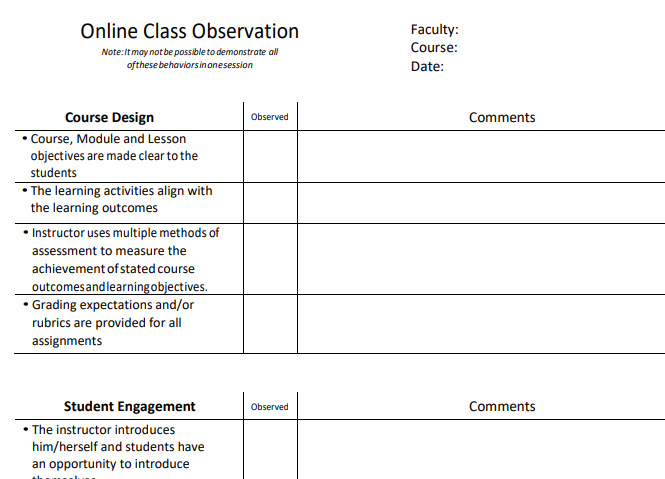 Online Class Observation
Note: It may not be possible to demonstrate all
of these behaviors in one session
Faculty:
Course:
Date:
Course Design
Observed
Comments
• Course, Module and Lesson
objectives are made clear to the
students
• The learning activities align with
the learning outcomes
• Instructor uses multiple methods of
assessment to measure the
achievement of stated course
outcomes and learning objectives.
• Grading expectations and/or
rubrics are provided for all
assignments
Student Engagement
Observed
Comments
• The instructor introduces
him/herself and students have
an opportunity to introduce